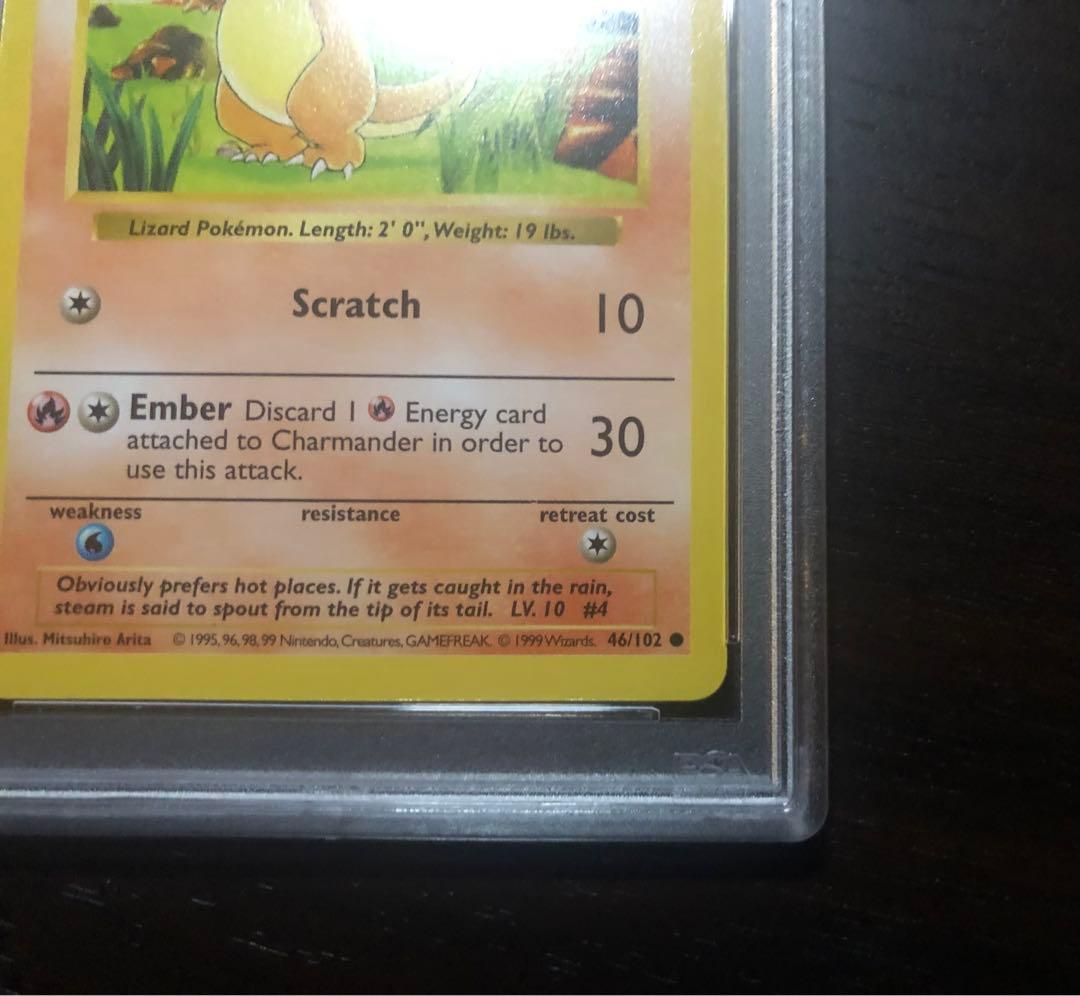 Lizard Pokémon. Length: 2' 0", Weight: 19 lbs.
Scratch 10
Ember Discard 1 Energy card
attached to Charmander in order to
use this attack.
30
weakness resistance retreat cost
Obviously prefers hot places. If it gets caught in the rain,
steam is said to spout from the tip of its tail. LV. 10 #4
Illus. Mitsuhiro Arita © 1995, 96, 98, 99 Nintendo, Creatures, GAMEFREAK. © 1999 Wizards. 46/102
PSA